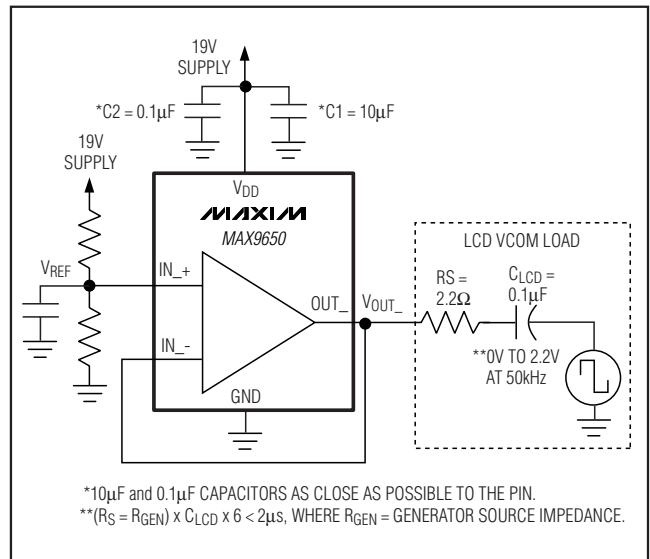 19V
SUPPLY
*C2 = 0.1µF
*C1 = 10µF
19V
SUPPLY
VDD
MAXIM
MAX9650
LCD VCOM LOAD
VREF
IN_+
OUT_
VOUT_
RS =
2.2Ω
CLCD =
0.1µF
IN_-
**0V TO 2.2V
AT 50kHz
GND
*10µF and 0.1µF CAPACITORS AS CLOSE AS POSSIBLE TO THE PIN.
**(RS = RGEN) x CLCD x 6 < 2µs, WHERE RGEN = GENERATOR SOURCE IMPEDANCE.